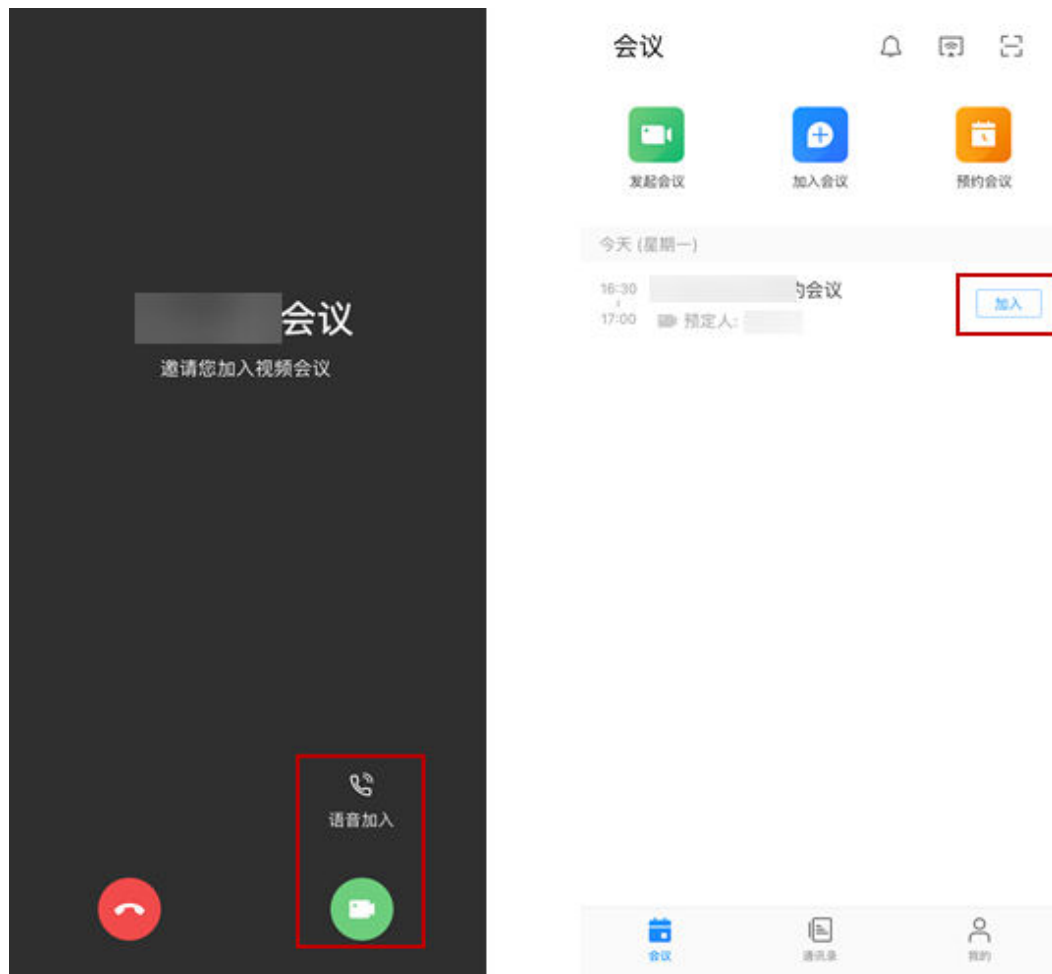 会议
邀请您加入视频会议
语音加入
会议
发起会议
加入会议
预约会议
今天 (星期一)
16:30
会议
加入
17:00
预定人:
会议
通讯录
我的